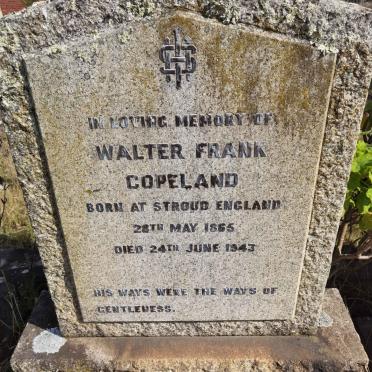 IN LOVING MEMORY OF
WALTER FRANK
COPELAND
BORN AT STROUD ENGLAND
28TH MAY 1865
DIED 24TH JUNE 1943
HIS WAYS WERE THE WAYS OF
GENTLENESS.